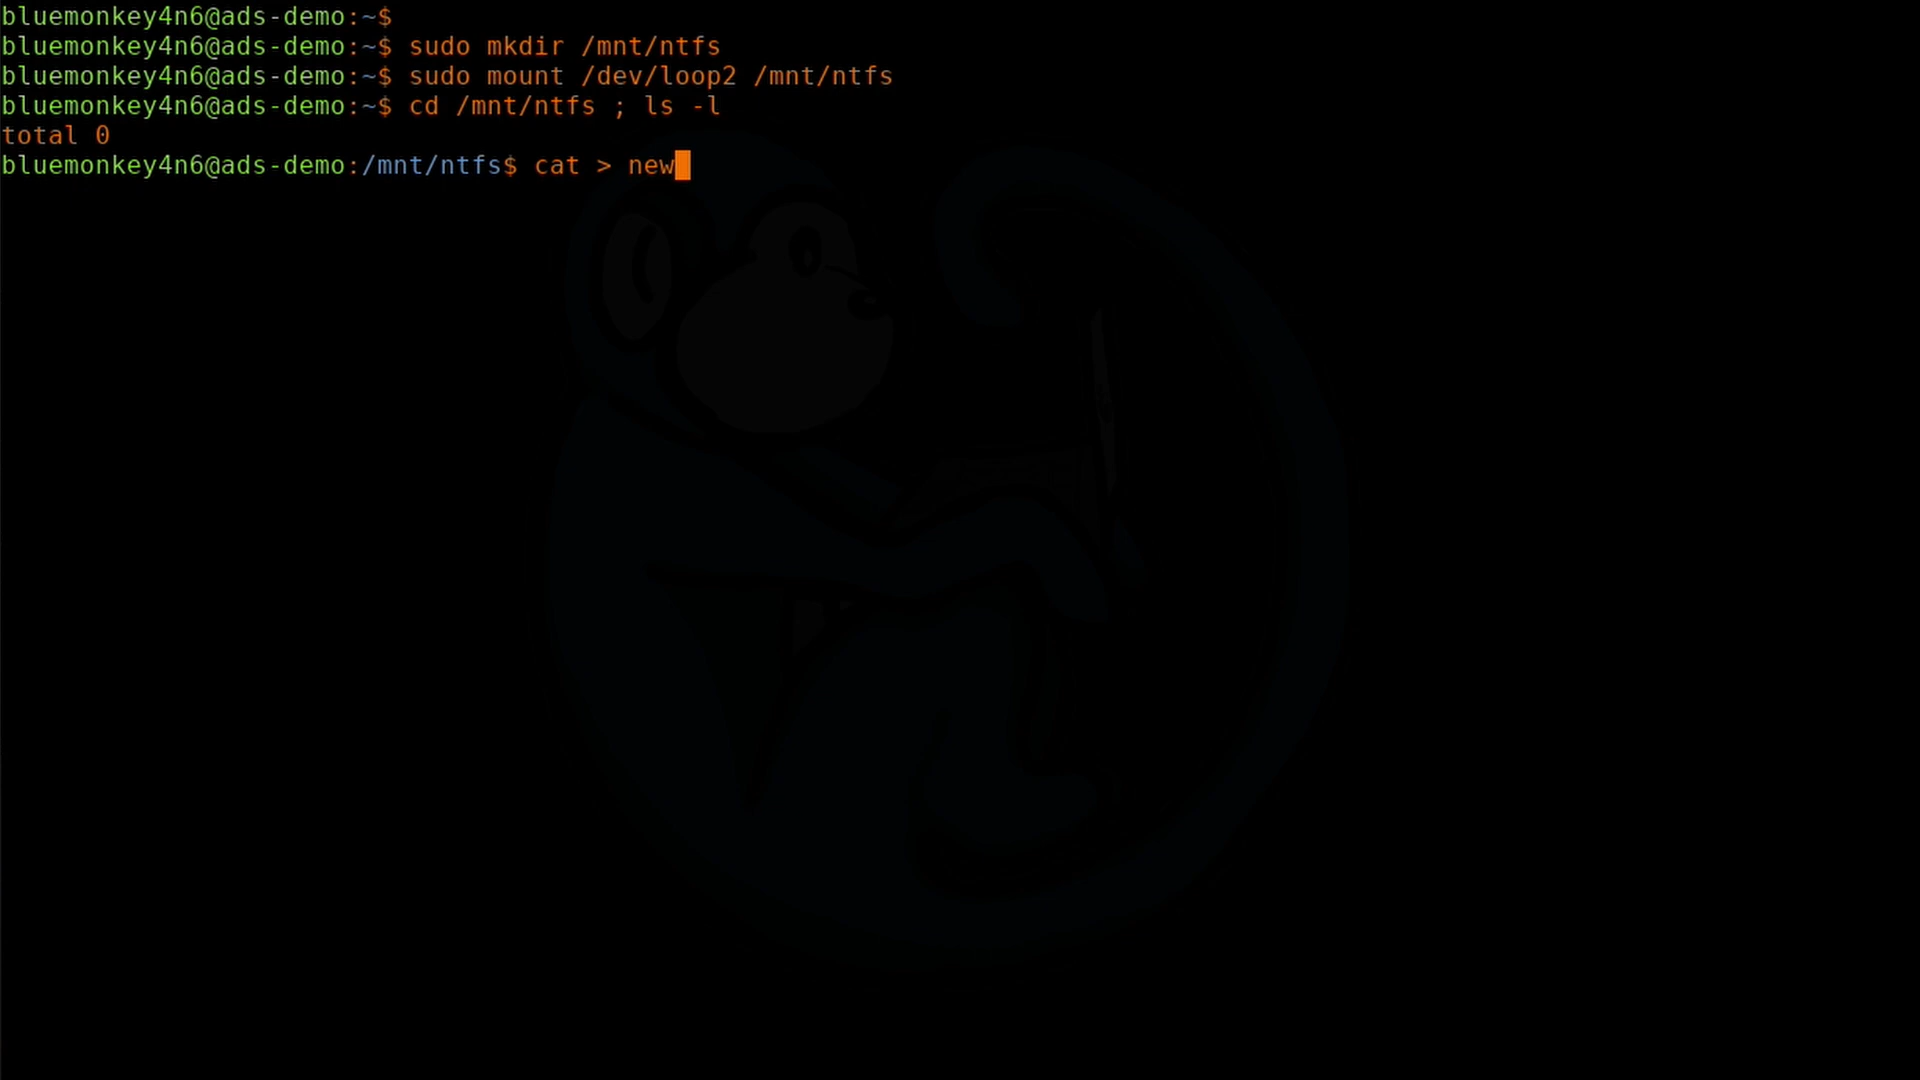 bluemonkey4n6@ads-demo:~$
bluemonkey4n6@ads-demo:~$ sudo mkdir /mnt/ntfs
bluemonkey4n6@ads-demo:~$ sudo mount /dev/loop2 /mnt/ntfs
bluemonkey4n6@ads-demo:~$ cd /mnt/ntfs ; ls -l
total 0
bluemonkey4n6@ads-demo:/mnt/ntfs$ cat > new